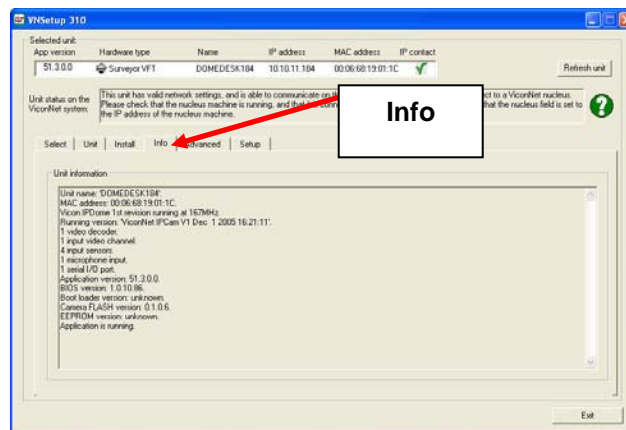 VNSetup 310
Selected unit:
App version Hardware type Name IP address MAC address IP contact
51.3.0.0 Surveyor VFT DOMEDESK184 10.10.11.184 00:06:68:19:01:1C
Refresh unit
Unit status on the ViconNet system:
This unit has valid network settings, and is able to communicate on
Please check that the nucleus machine is running, and that
the IP address of the nucleus machine.
ct to a ViconNet nucleus.
that the nucleus field is set to
Info
Select Unit Install Info Advanced Setup
Unit information
Unit name: 'DOMEDESK184'.
MAC address: 00:06:68:19:01:1C.
Vicon IPDome 1st revision running at 167MHz.
Running version: 'ViconNet IPCam V1 Dec 1 2005 16:21:11'.
1 video decoder.
1 input video channel.
4 input sensors.
1 microphone input.
1 serial I/O port.
Application version: 51.3.0.0.
BIOS version: 1.0.10.86.
Boot loader version: unknown.
Camera FLASH version: 0.1.0.6.
EEPROM version: unknown.
Application is running.
Exit